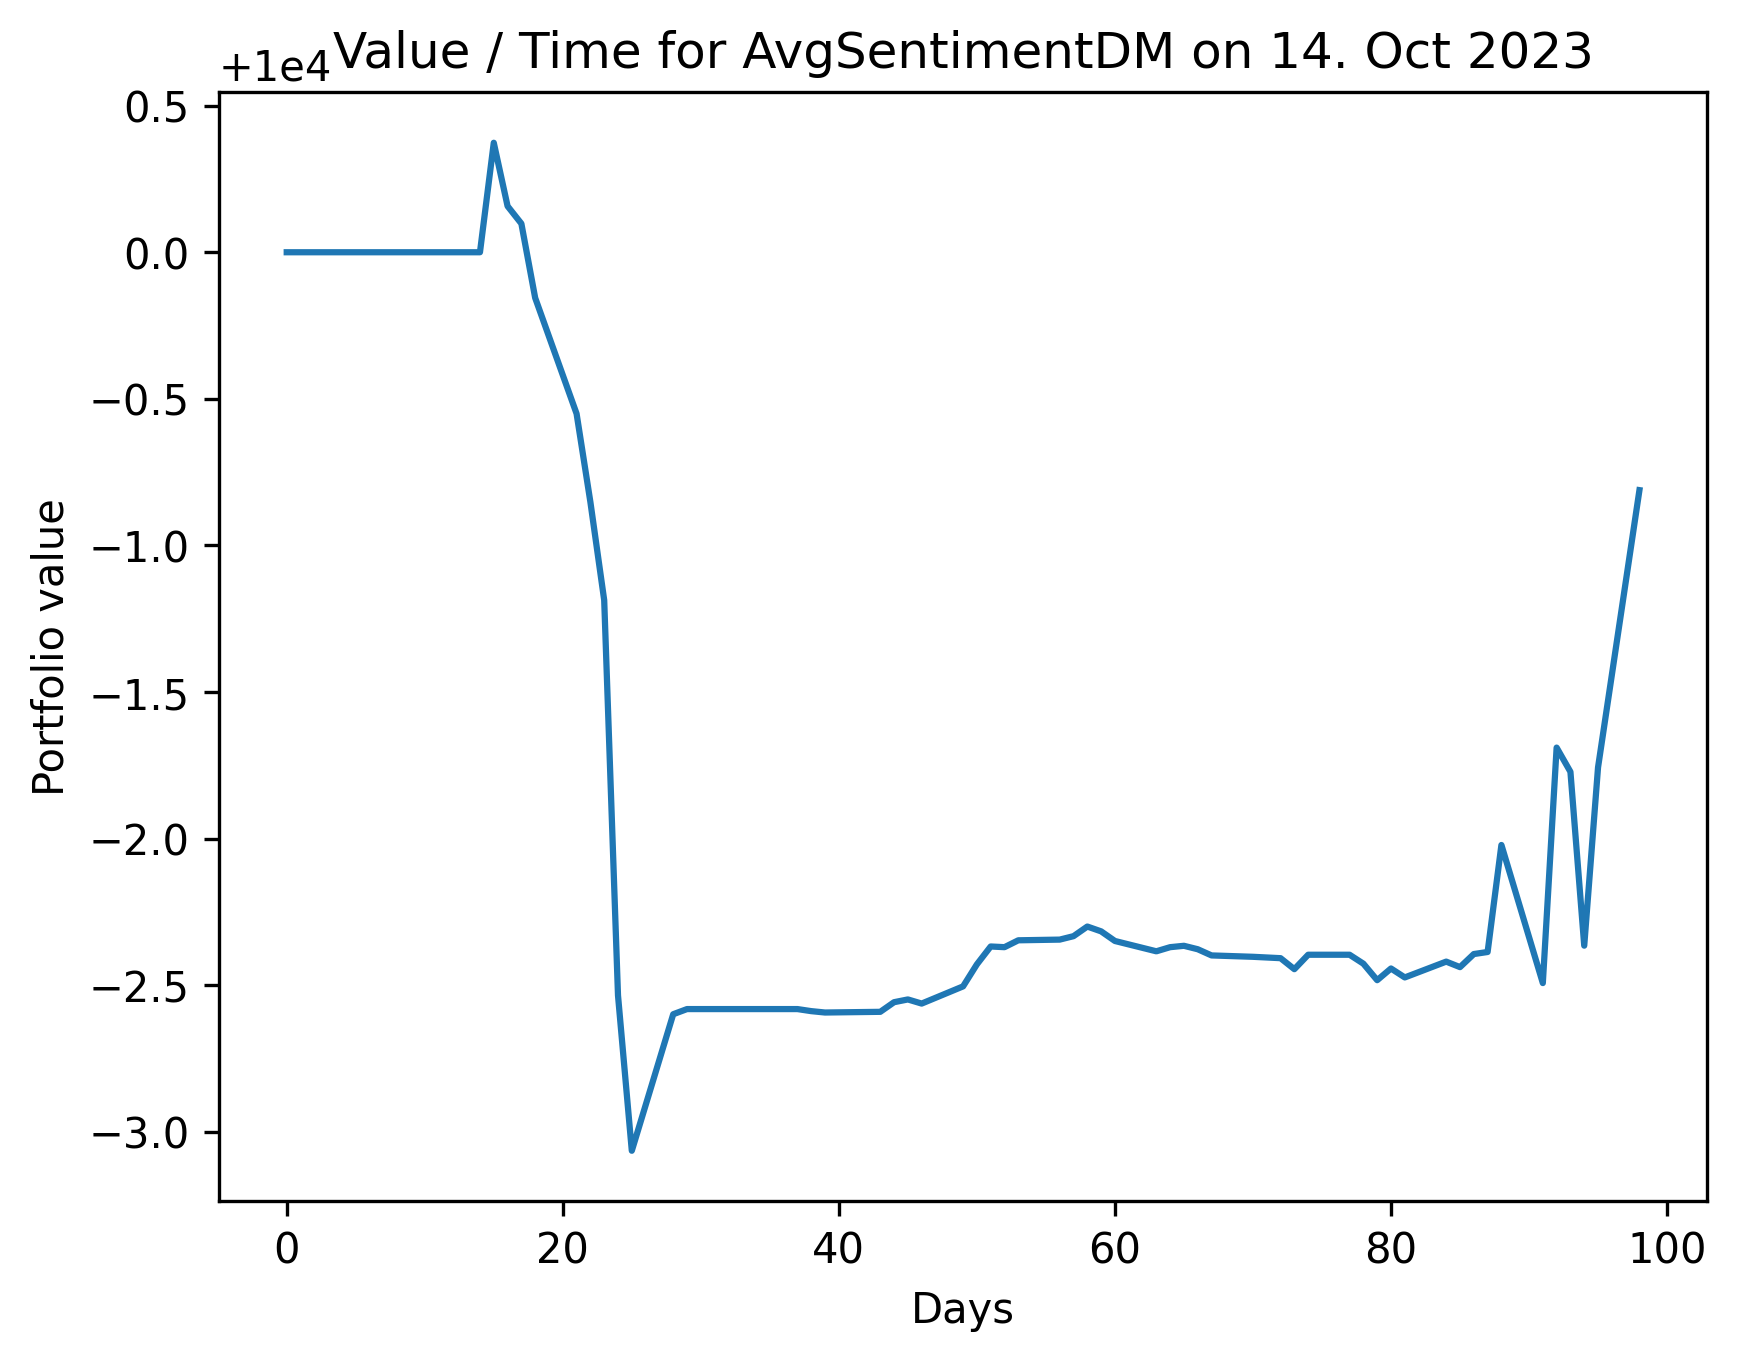 Value / Time for AvgSentimentDM on 14. Oct 2023
+1e4
0.5
0.0
−0.5
−1.0
−1.5
−2.0
−2.5
−3.0
Portfolio value
0 20 40 60 80 100
Days